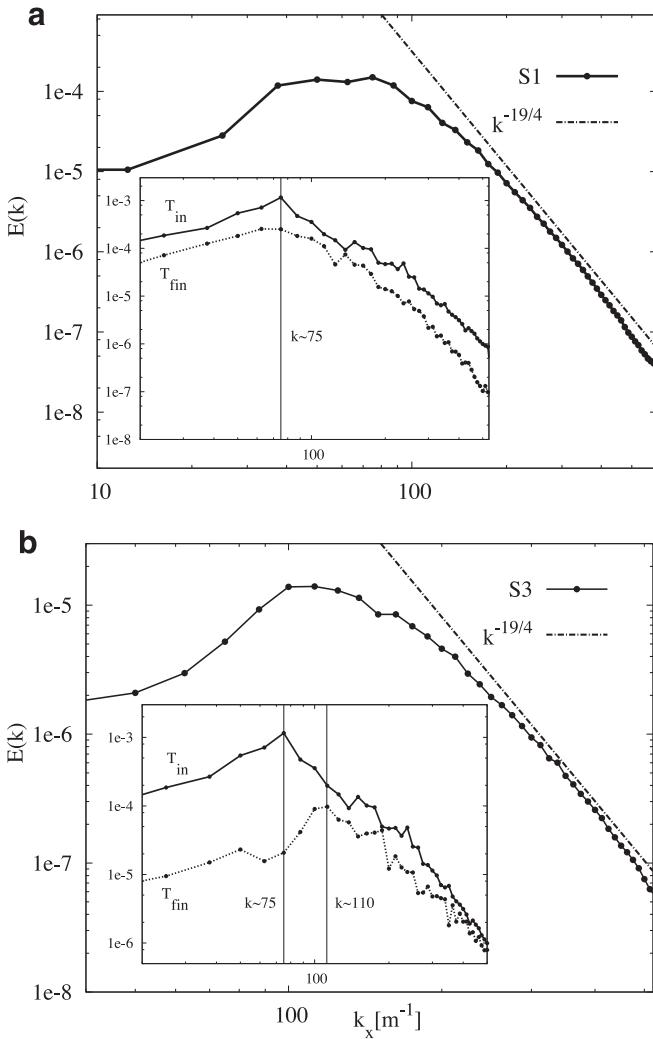 a
S1
k^-19/4
E(k)
1e-4
1e-5
1e-6
1e-7
1e-8
10
100
T_in
T_fin
k~75
1e-3
1e-4
1e-5
1e-6
1e-7
1e-8
100
b
S3
k^-19/4
E(k)
1e-5
1e-6
1e-7
1e-8
100
k_x[m^-1]
T_in
T_fin
k~75
k~110
1e-3
1e-4
1e-5
1e-6
100